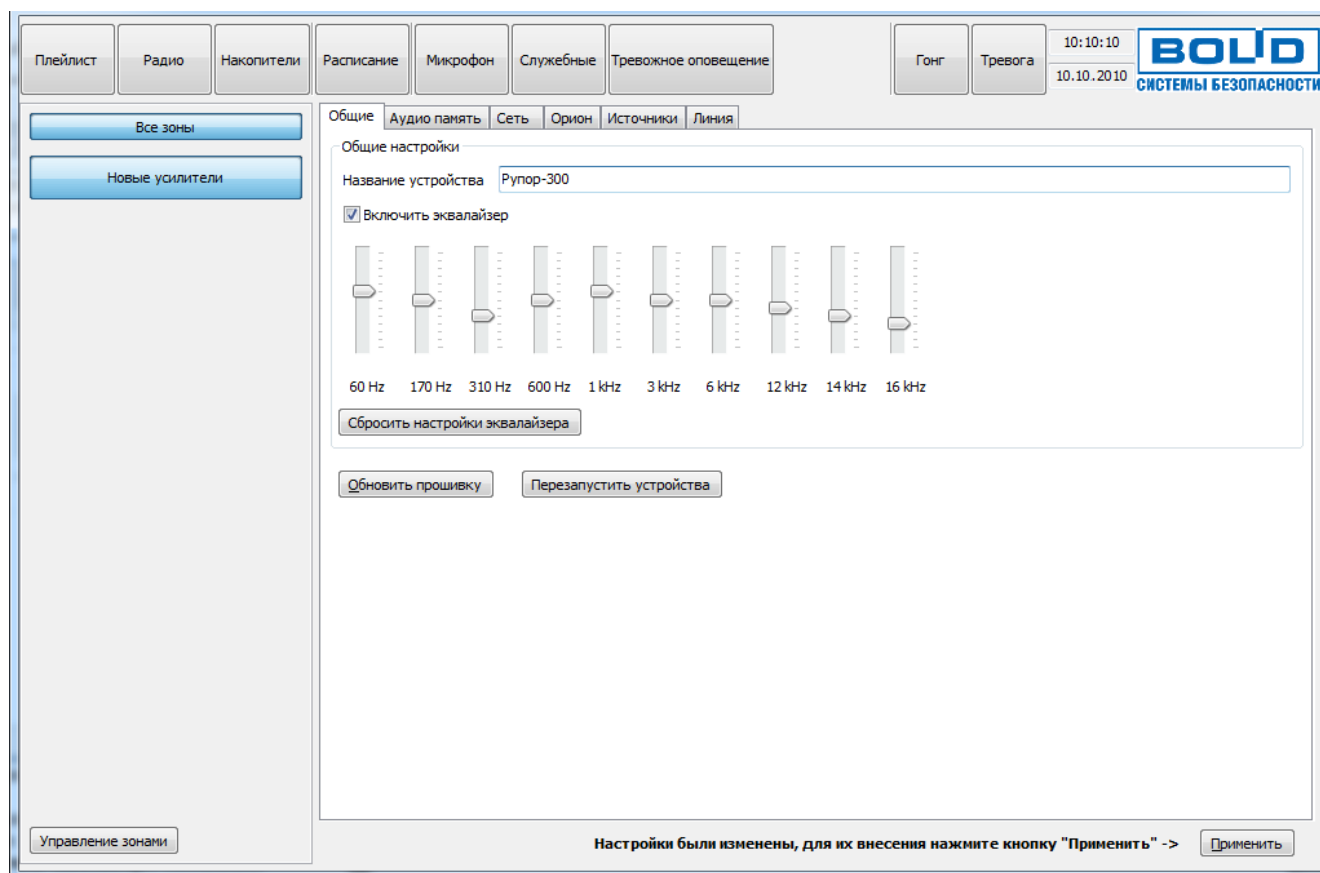 Плейлист Радио Накопители Расписание Микрофон Служебные Тревожное оповещение Гонг Тревога 10:10:10
10.10.2010
BOLID
СИСТЕМЫ БЕЗОПАСНОСТИ
Все зоны
Новые усилители
Общие Аудио память Сеть Орион Источники Линия
Общие настройки
Название устройства Рупор-300
Включить эквалайзер
60 Hz 170 Hz 310 Hz 600 Hz 1 kHz 3 kHz 6 kHz 12 kHz 14 kHz 16 kHz
Сбросить настройки эквалайзера
Обновить прошивку Перезапустить устройства
Управление зонами
Настройки были изменены, для их внесения нажмите кнопку "Применить" -> Применить